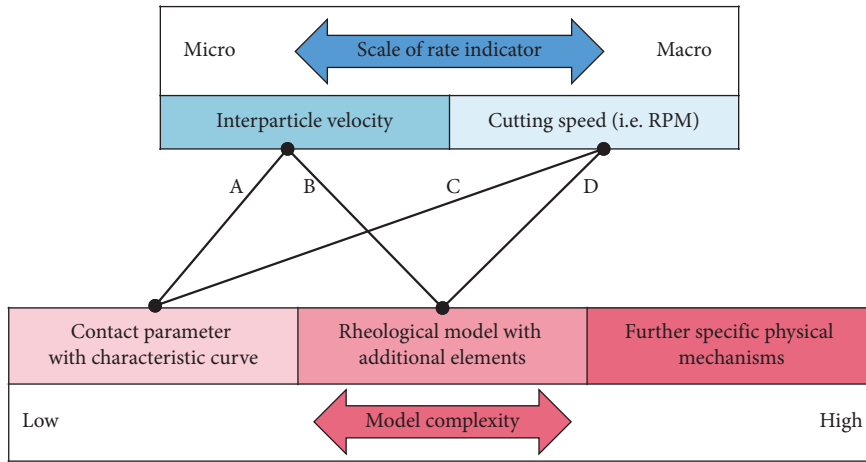 Micro
Scale of rate indicator
Macro
Interparticle velocity
Cutting speed (i.e. RPM)
A
B
C
D
Contact parameter
with characteristic curve
Rheological model with
additional elements
Further specific physical
mechanisms
Low
Model complexity
High